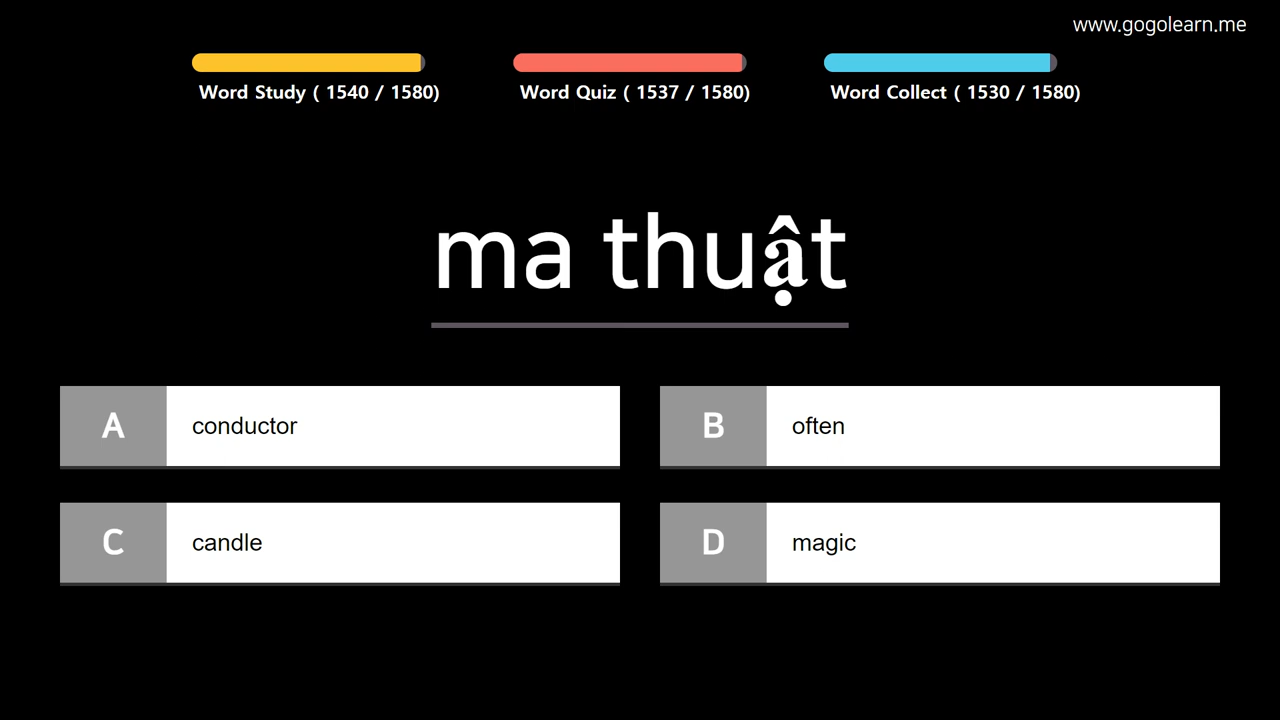 www.gogolearn.me
Word Study ( 1540 / 1580)
Word Quiz ( 1537 / 1580)
Word Collect ( 1530 / 1580)
ma thuật
A conductor
B often
C candle
D magic